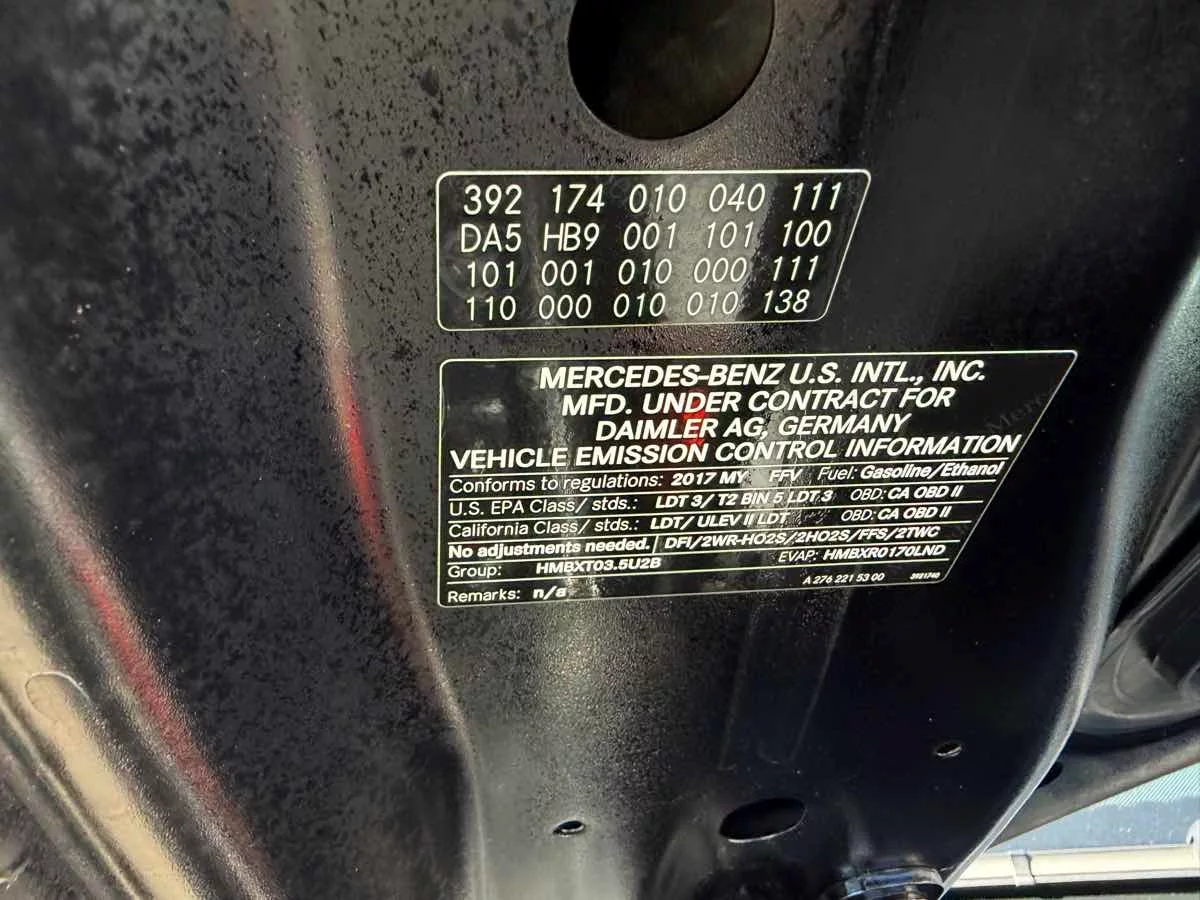 392 174 010 040 111
DA5 HB9 001 101 100
101 001 010 000 111
110 000 010 010 138
MERCEDES-BENZ U.S. INTL., INC.
MFD. UNDER CONTRACT FOR
DAIMLER AG, GERMANY
VEHICLE EMISSION CONTROL INFORMATION
Conforms to regulations: 2017 MY FFV Fuel: Gasoline/Ethanol
U.S. EPA Class/ stds.: LDT 3/ T2 BIN 5 LDT 3 OBD: CA OBD II
California Class/ stds.: LDT/ ULEV II LDT OBD: CA OBD II
No adjustments needed. DFI/2WR-HO2S/2HO2S/FFS/2TWC
Group: HMBXT03.5U2B EVAP: HMBXR0170LND
Remarks: n/a A 276 221 53 00